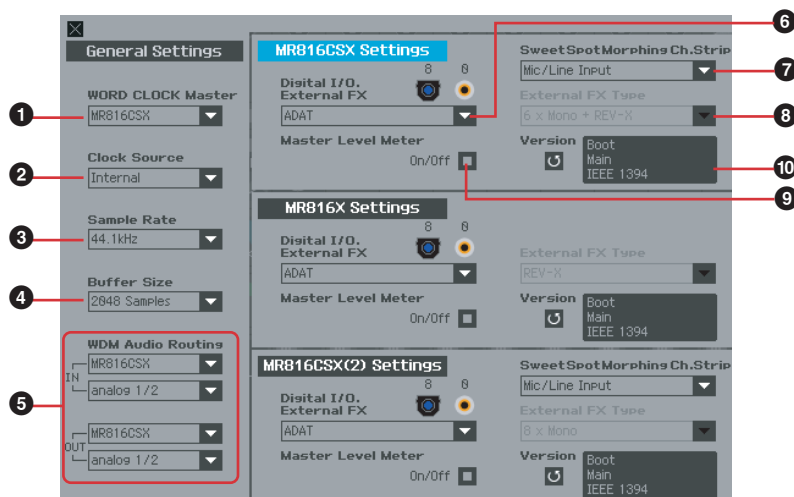 General Settings
WORD CLOCK Master
MR816CSX
Clock Source
Internal
Sample Rate
44.1kHz
Buffer Size
2048 Samples
WDM Audio Routing
IN
MR816CSX
analog 1/2
OUT
MR816CSX
analog 1/2
MR816CSX Settings
8 0
Digital I/O.
External FX
ADAT
Master Level Meter
On/Off
SweetSpotMorphing Ch.Strip
Mic/Line Input
External FX Type
6 x Mono + REV-X
Version
Boot
Main
IEEE 1394
MR816X Settings
8 0
Digital I/O.
External FX
ADAT
Master Level Meter
On/Off
External FX Type
REV-X
Version
Boot
Main
IEEE 1394
MR816CSX(2) Settings
8 0
Digital I/O.
External FX
ADAT
Master Level Meter
On/Off
SweetSpotMorphing Ch.Strip
Mic/Line Input
External FX Type
8 x Mono
Version
Boot
Main
IEEE 1394
1
2
3
4
5
6
7
8
10
9